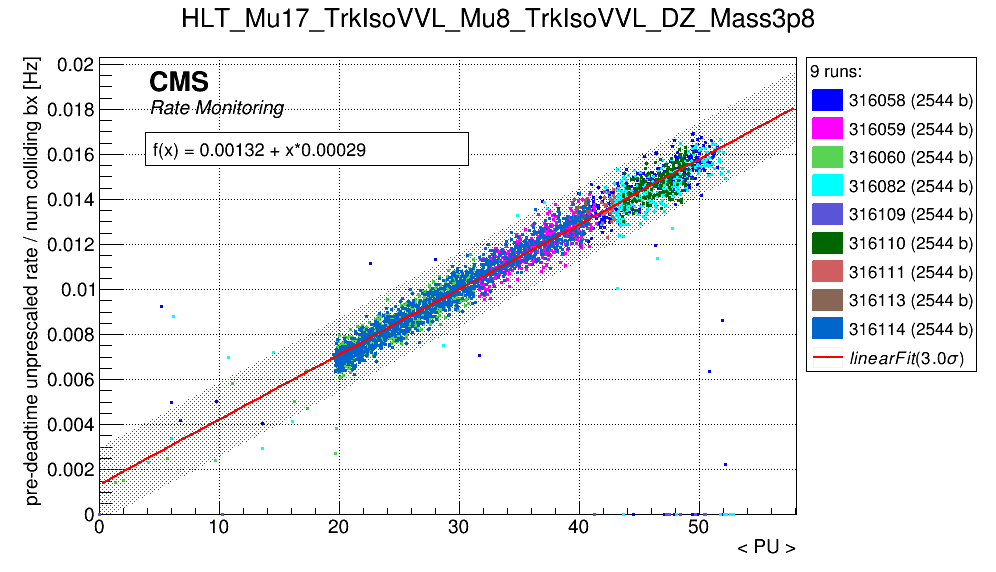 HLT_Mu17_TrkIsoVVL_Mu8_TrkIsoVVL_DZ_Mass3p8
pre-deadtime unprescaled rate / num colliding bx [Hz]
0.02
0.018
0.016
0.014
0.012
0.01
0.008
0.006
0.004
0.002
0
CMS
Rate Monitoring
f(x) = 0.00132 + x*0.00029
0
10
20
30
40
50
< PU >
9 runs:
316058 (2544 b)
316059 (2544 b)
316060 (2544 b)
316082 (2544 b)
316109 (2544 b)
316110 (2544 b)
316111 (2544 b)
316113 (2544 b)
316114 (2544 b)
linearFit(3.0σ)